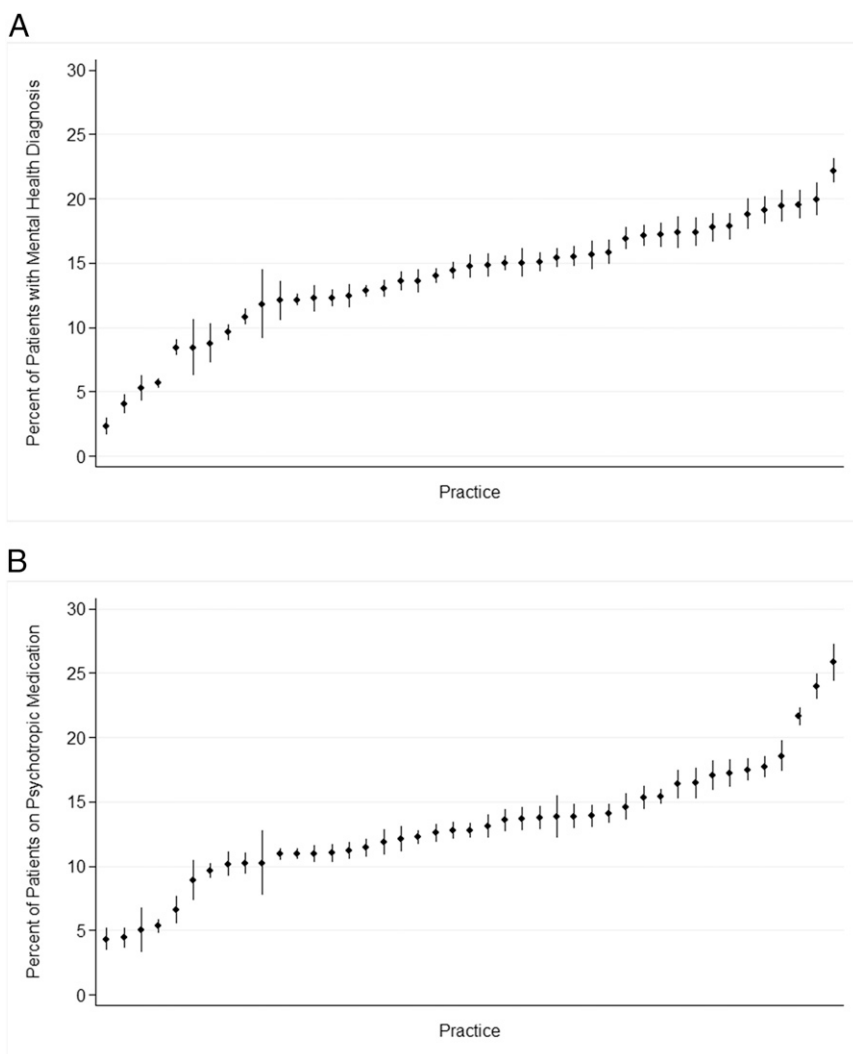 A
Percent of Patients with Mental Health Diagnosis
30
25
20
15
10
5
0
Practice
B
Percent of Patients on Psychotropic Medication
30
25
20
15
10
5
0
Practice